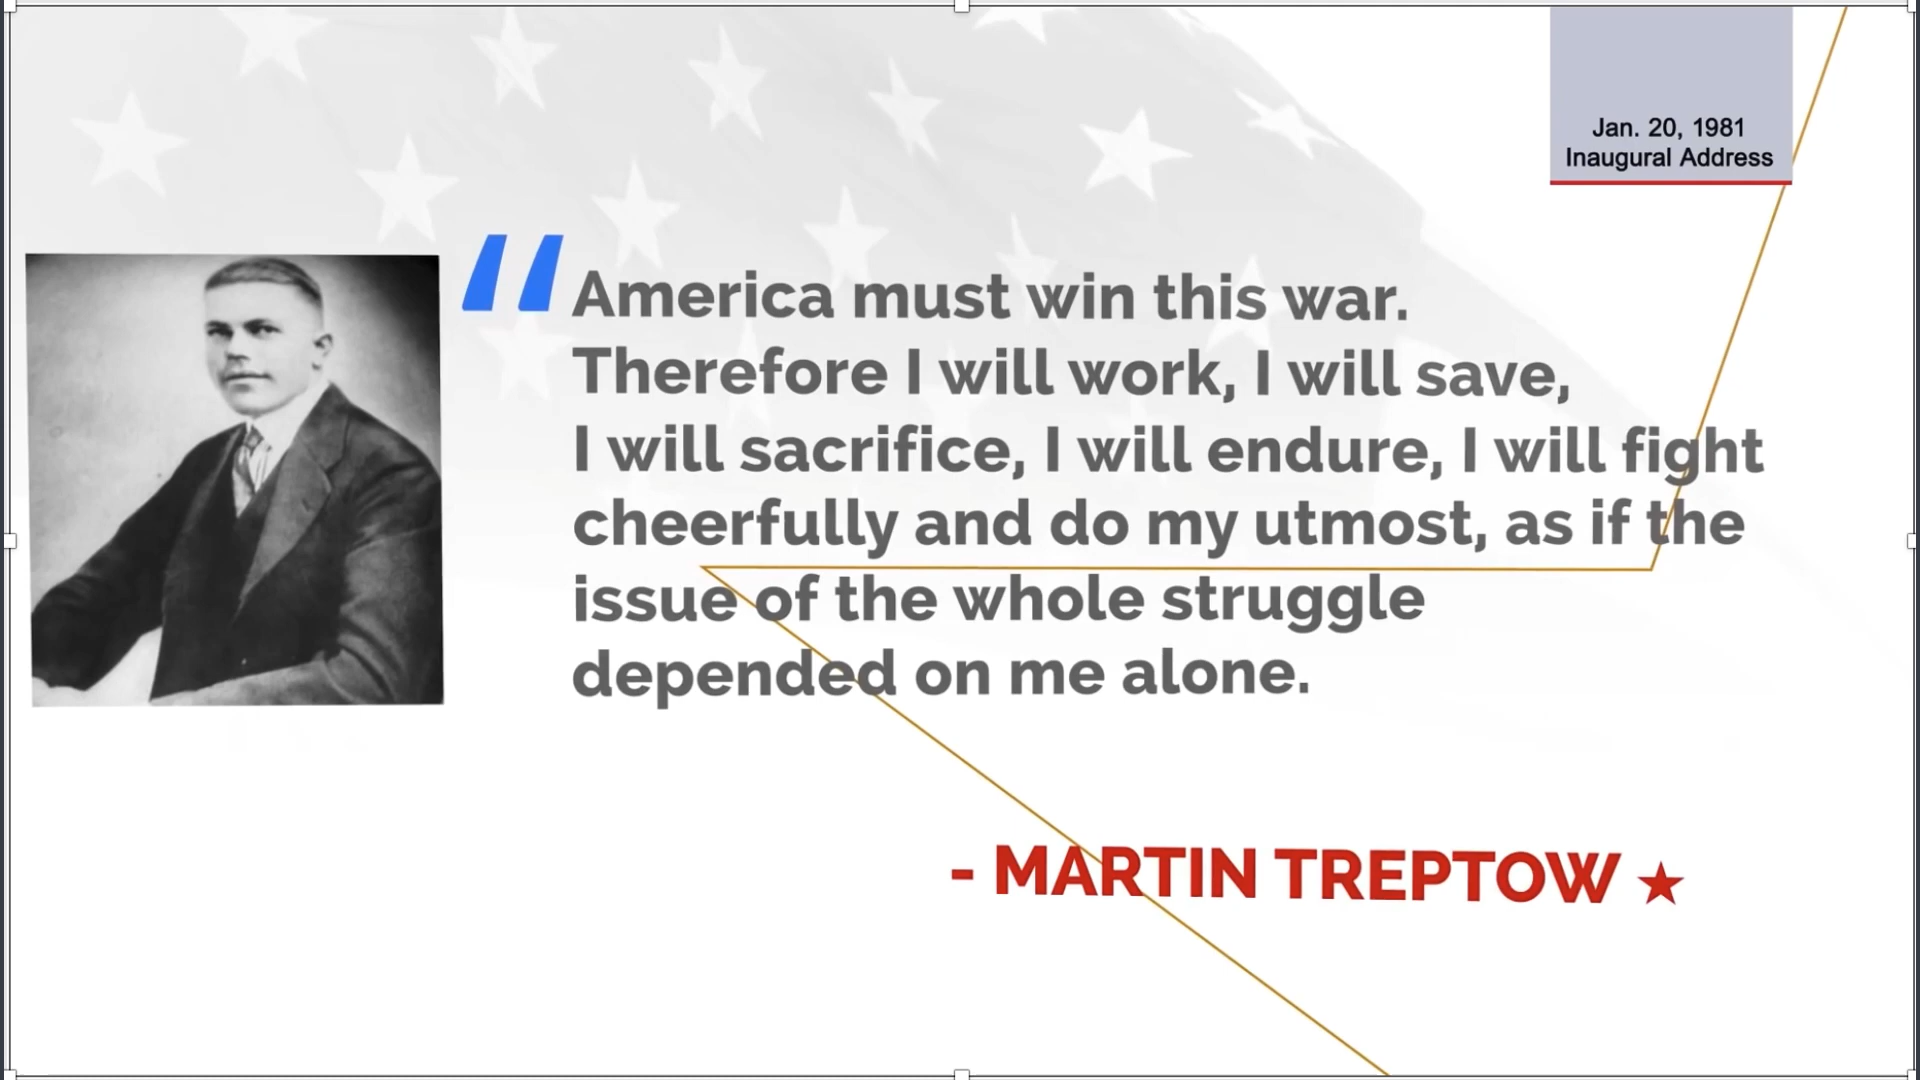 Jan. 20, 1981
Inaugural Address
“America must win this war.
Therefore I will work, I will save,
I will sacrifice, I will endure, I will fight
cheerfully and do my utmost, as if the
issue of the whole struggle
depended on me alone.
- MARTIN TREPTOW ★